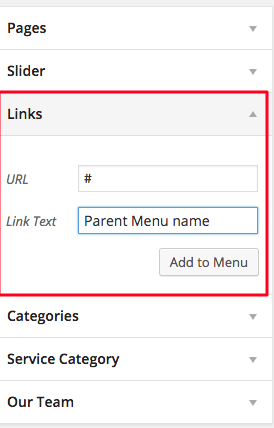 Pages
Slider
Links
URL #
Link Text Parent Menu name
Add to Menu
Categories
Service Category
Our Team